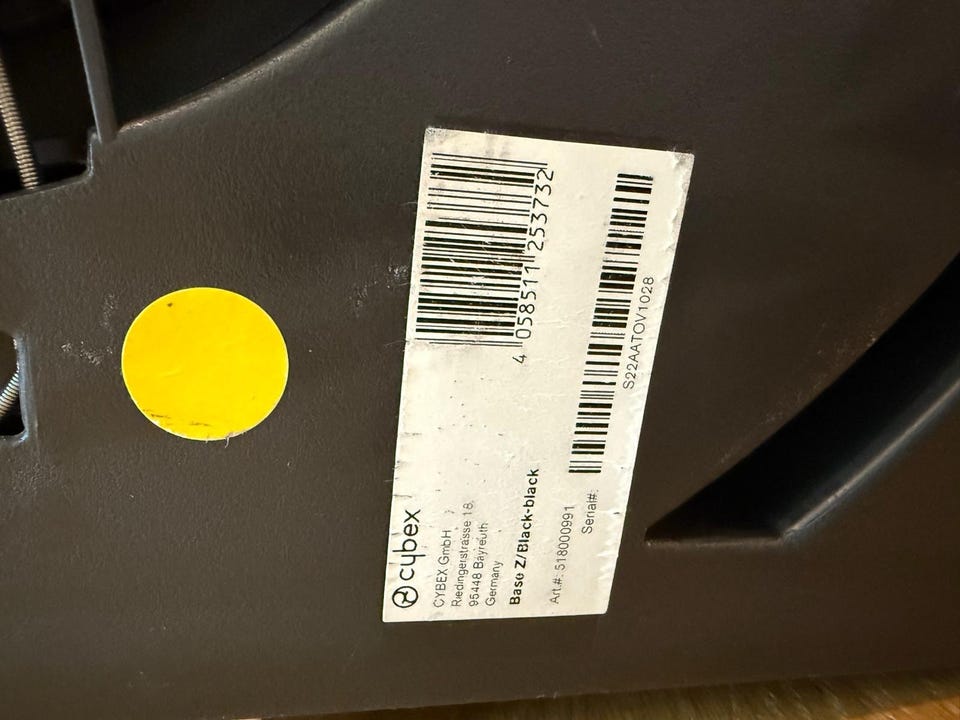 cybex
CYBEX GmbH
Riedingerstrasse 18,
95448 Bayreuth
Germany
Base Z/Black-black
Art.#: 518000991
Serial#:
4 058511 253732
S22AATOV1028